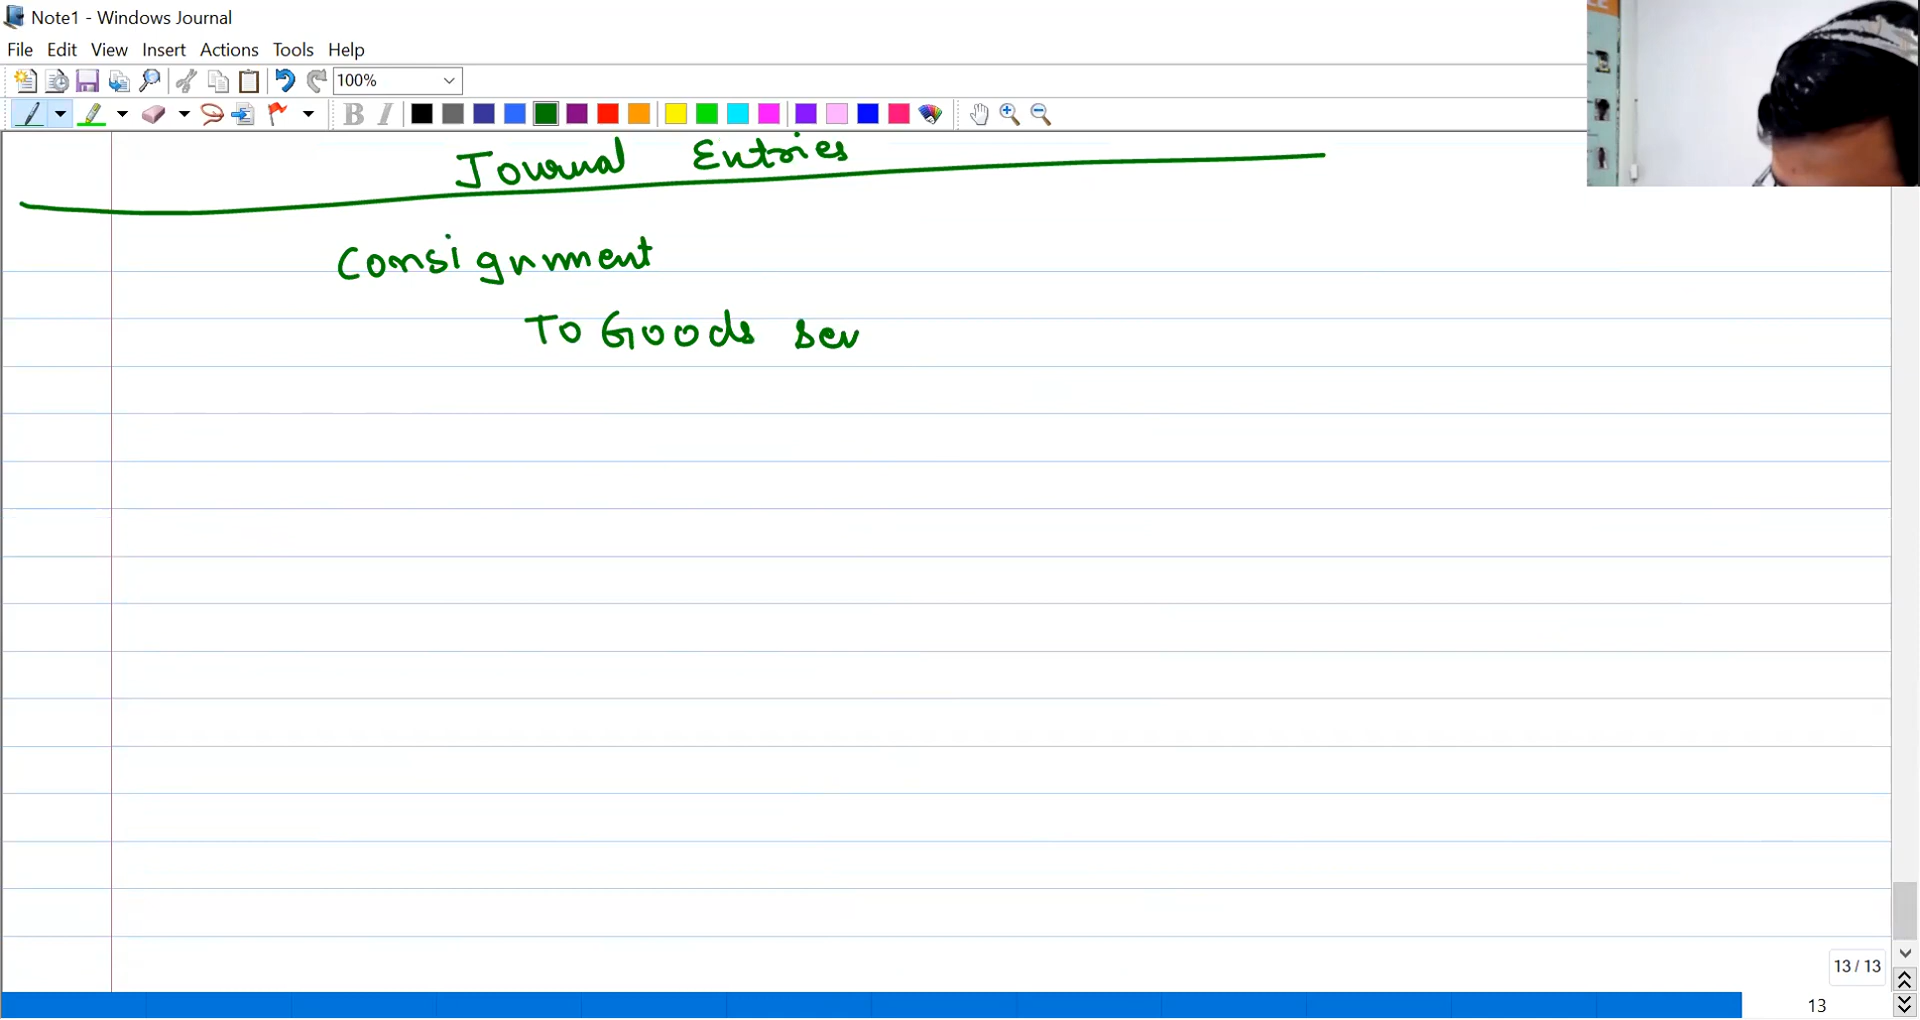 Note1 - Windows Journal
CE
File Edit View Insert Actions Tools Help
100%
B I
Journal Entries
Consignment
To Goods sen
13 / 13
13